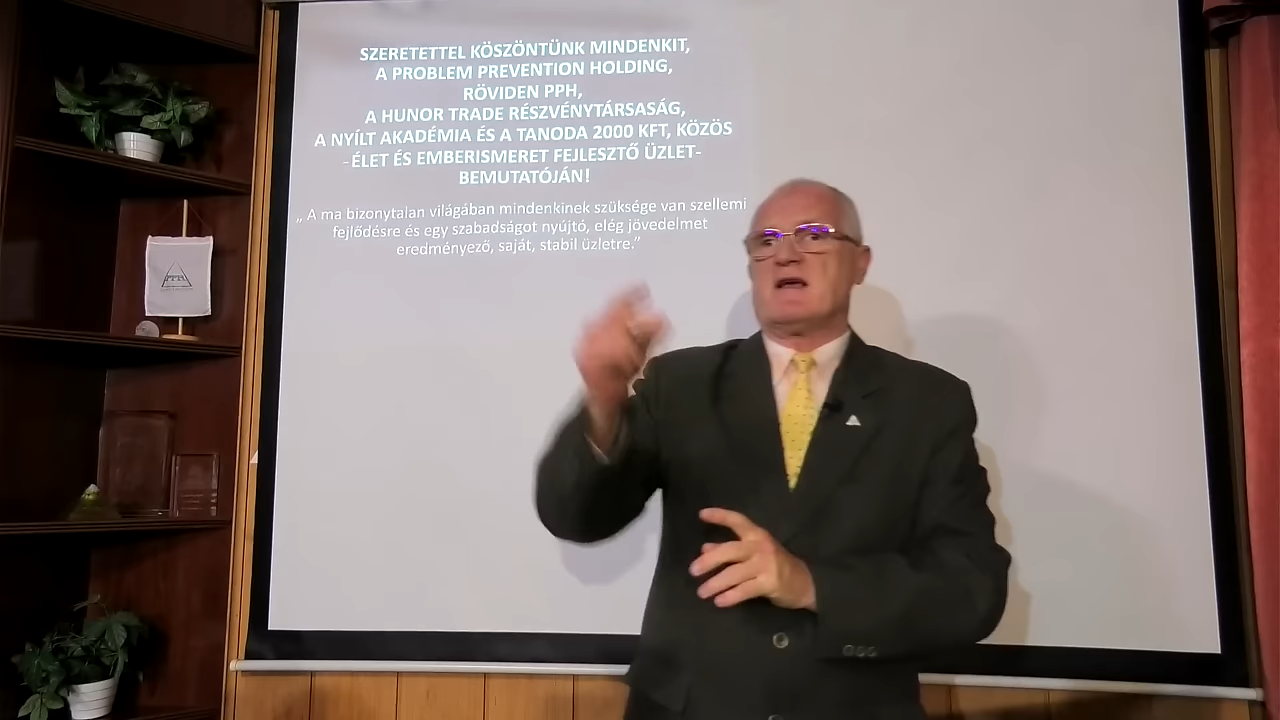 SZERETETTEL KÖSZÖNTÜNK MINDENKIT,
A PROBLEM PREVENTION HOLDING,
RÖVIDEN PPH,
A HUNOR TRADE RÉSZVÉNYTÁRSASÁG,
A NYÍLT AKADÉMIA ÉS A TANODA 2000 KFT, KÖZÖS
- ÉLET ÉS EMBERISMERET FEJLESZTŐ ÜZLET-
BEMUTATÓJÁN!
„ A ma bizonytalan világában mindenkinek szüksége van szellemi
fejlődésre és egy szabadságot nyújtó, elég jövedelmet
eredményező, saját, stabil üzletre.”